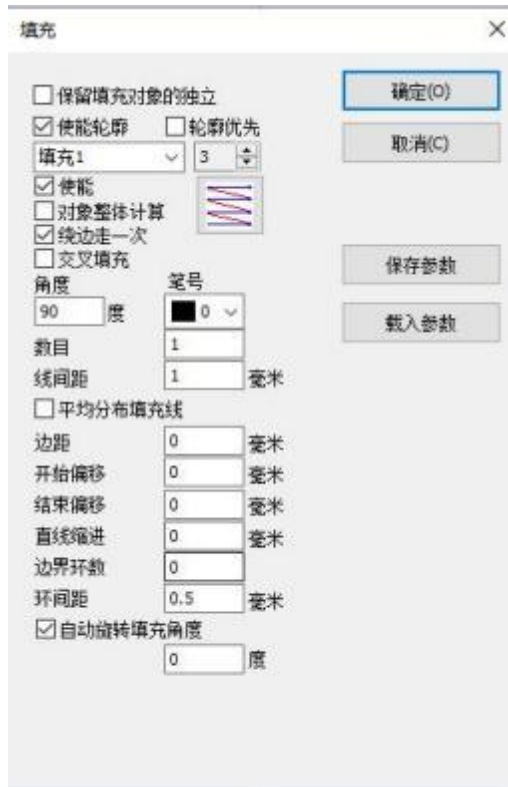 填充
保留填充对象的独立
确定(O)
使能轮廓 轮廓优先
取消(C)
填充1 3
使能
对象整体计算
绕边走一次
交叉填充
保存参数
角度 笔号
90 度 0
载入参数
数目 1
线间距 1 毫米
平均分布填充线
边距 0 毫米
开始偏移 0 毫米
结束偏移 0 毫米
直线缩进 0 毫米
边界环数 0
环间距 0.5 毫米
自动旋转填充角度
0 度